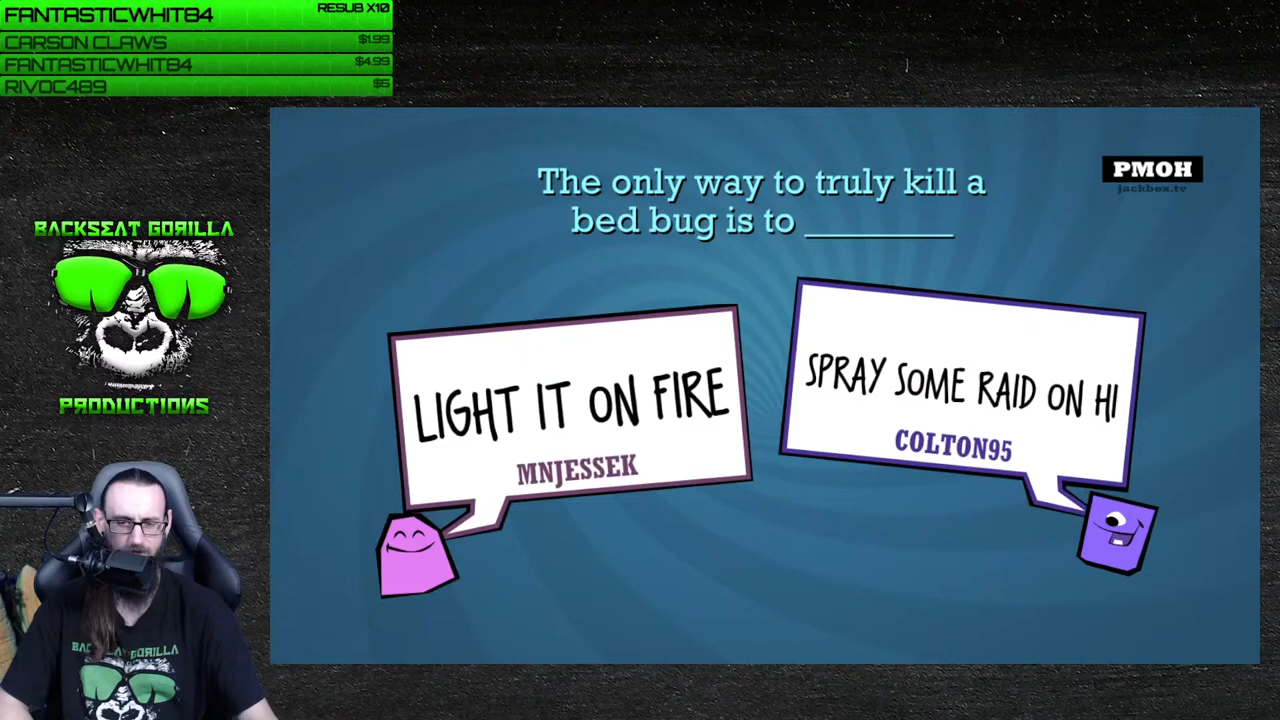 FANTASTICWHIT84 RESUB X10
CARSON CLAWS $1.99
FANTASTICWHIT84 $4.99
RIVOC489 $5
The only way to truly kill a
bed bug is to ________
PMOH
jackbox.tv
BACKSEAT GORILLA
PRODUCTIONS
LIGHT IT ON FIRE
MNJESSEK
SPRAY SOME RAID ON HI
COLTON95
BACKSEAT GORILLA